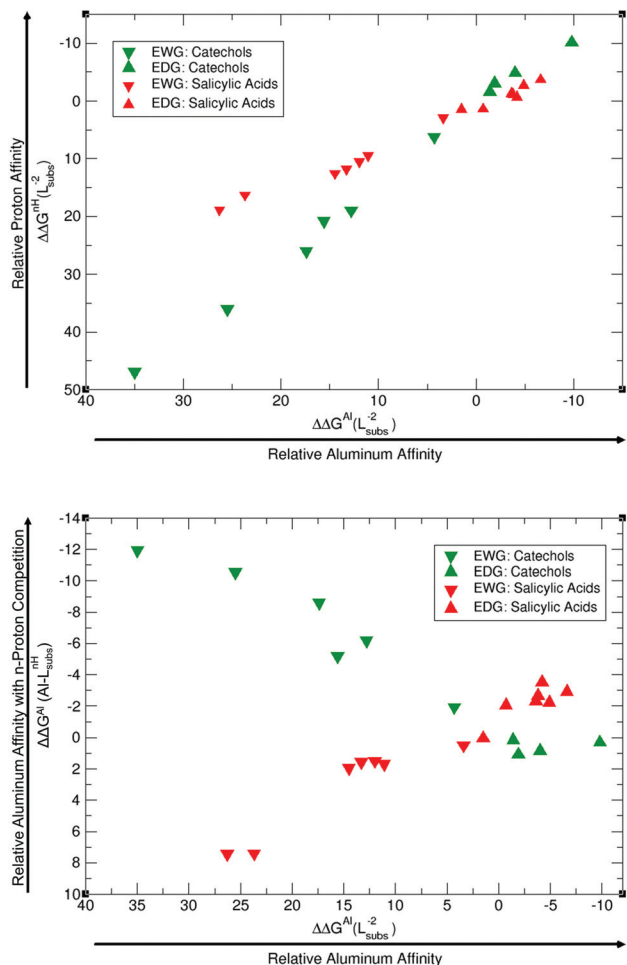 Relative Proton Affinity
ΔΔG^nH(L^-2_subs)
-10
0
10
20
30
40
50
EWG: Catechols
EDG: Catechols
EWG: Salicylic Acids
EDG: Salicylic Acids
40 30 20 10 0 -10
ΔΔG^Al(L^-2_subs)
Relative Aluminum Affinity
Relative Aluminum Affinity with n-Proton Competition
ΔΔG^Al (Al-L^nH_subs)
-14
-12
-10
-8
-6
-4
-2
0
2
4
6
8
10
EWG: Catechols
EDG: Catechols
EWG: Salicylic Acids
EDG: Salicylic Acids
40 35 30 25 20 15 10 5 0 -5 -10
ΔΔG^Al(L^-2_subs)
Relative Aluminum Affinity